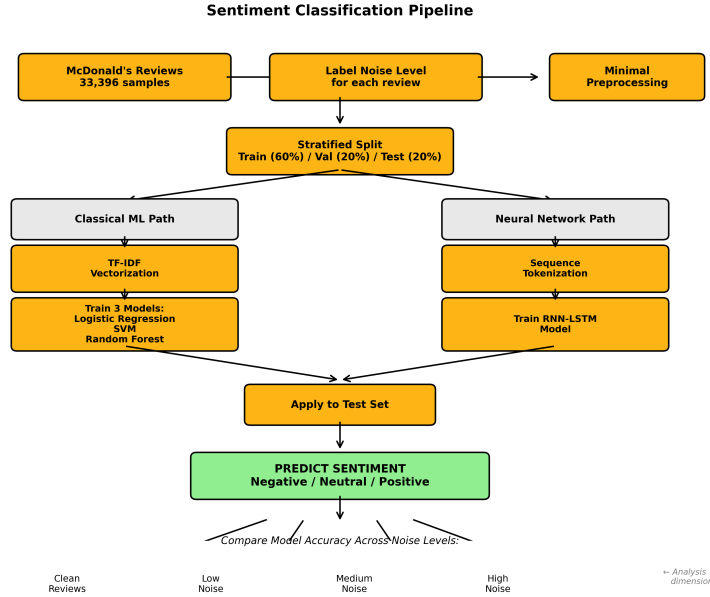 Sentiment Classification Pipeline
McDonald's Reviews
33,396 samples
Label Noise Level
for each review
Minimal
Preprocessing
Stratified Split
Train (60%) / Val (20%) / Test (20%)
Classical ML Path
Neural Network Path
TF-IDF
Vectorization
Sequence
Tokenization
Train 3 Models:
Logistic Regression
SVM
Random Forest
Train RNN-LSTM
Model
Apply to Test Set
PREDICT SENTIMENT
Negative / Neutral / Positive
Compare Model Accuracy Across Noise Levels:
Clean
Reviews
Low
Noise
Medium
Noise
High
Noise
← Analysis
dimension